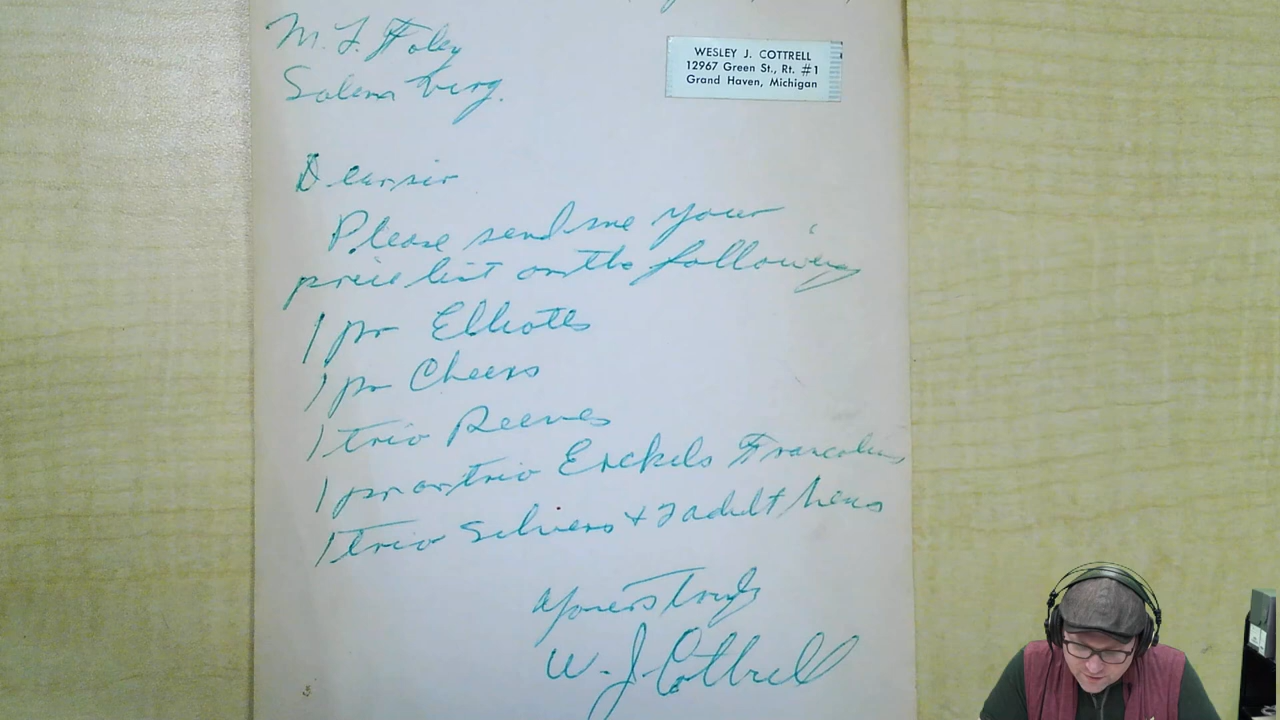 M. F. Foley
Salem Virg.
WESLEY J. COTTRELL
12967 Green St., Rt. #1
Grand Haven, Michigan
Dear sir
Please send me your
price list on the following
1 pr Elliotts
1 pr Cheers
1 trio Reeves
1 pr or trio Erckels Francolins
1 trio Silvers + 2 adult hens
Yours truly
W. J. Cottrell